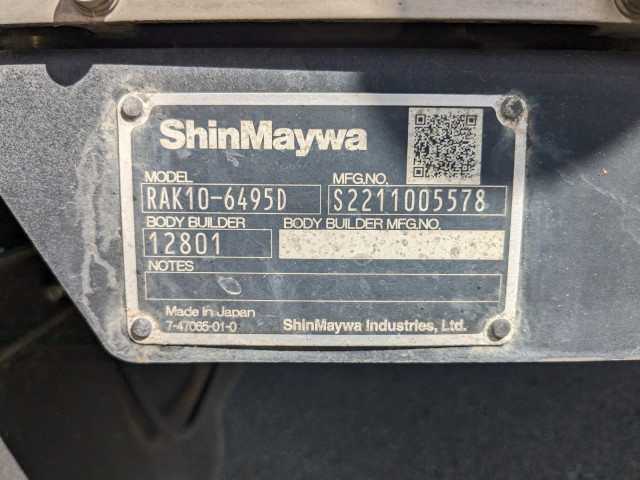 ShinMaywa
MODEL MFG.NO.
RAK10-6495D S2211005578
BODY BUILDER BODY BUILDER MFG.NO.
12801
NOTES
Made in Japan
7-47065-01-0 ShinMaywa Industries, Ltd.